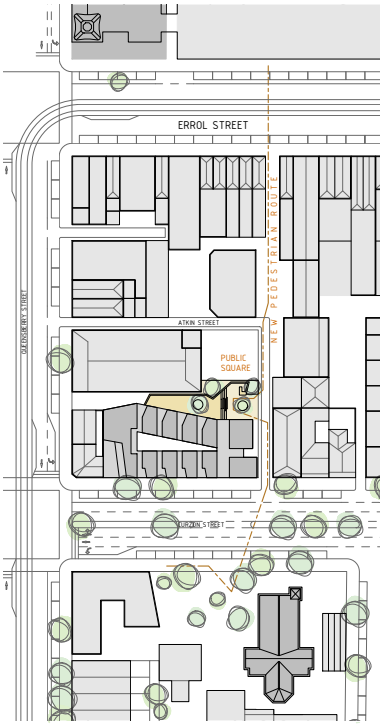 ERROL STREET
NEW PEDESTRIAN ROUTE
QUEENSBERRY STREET
ATKIN STREET
PUBLIC
SQUARE
CURZON STREET